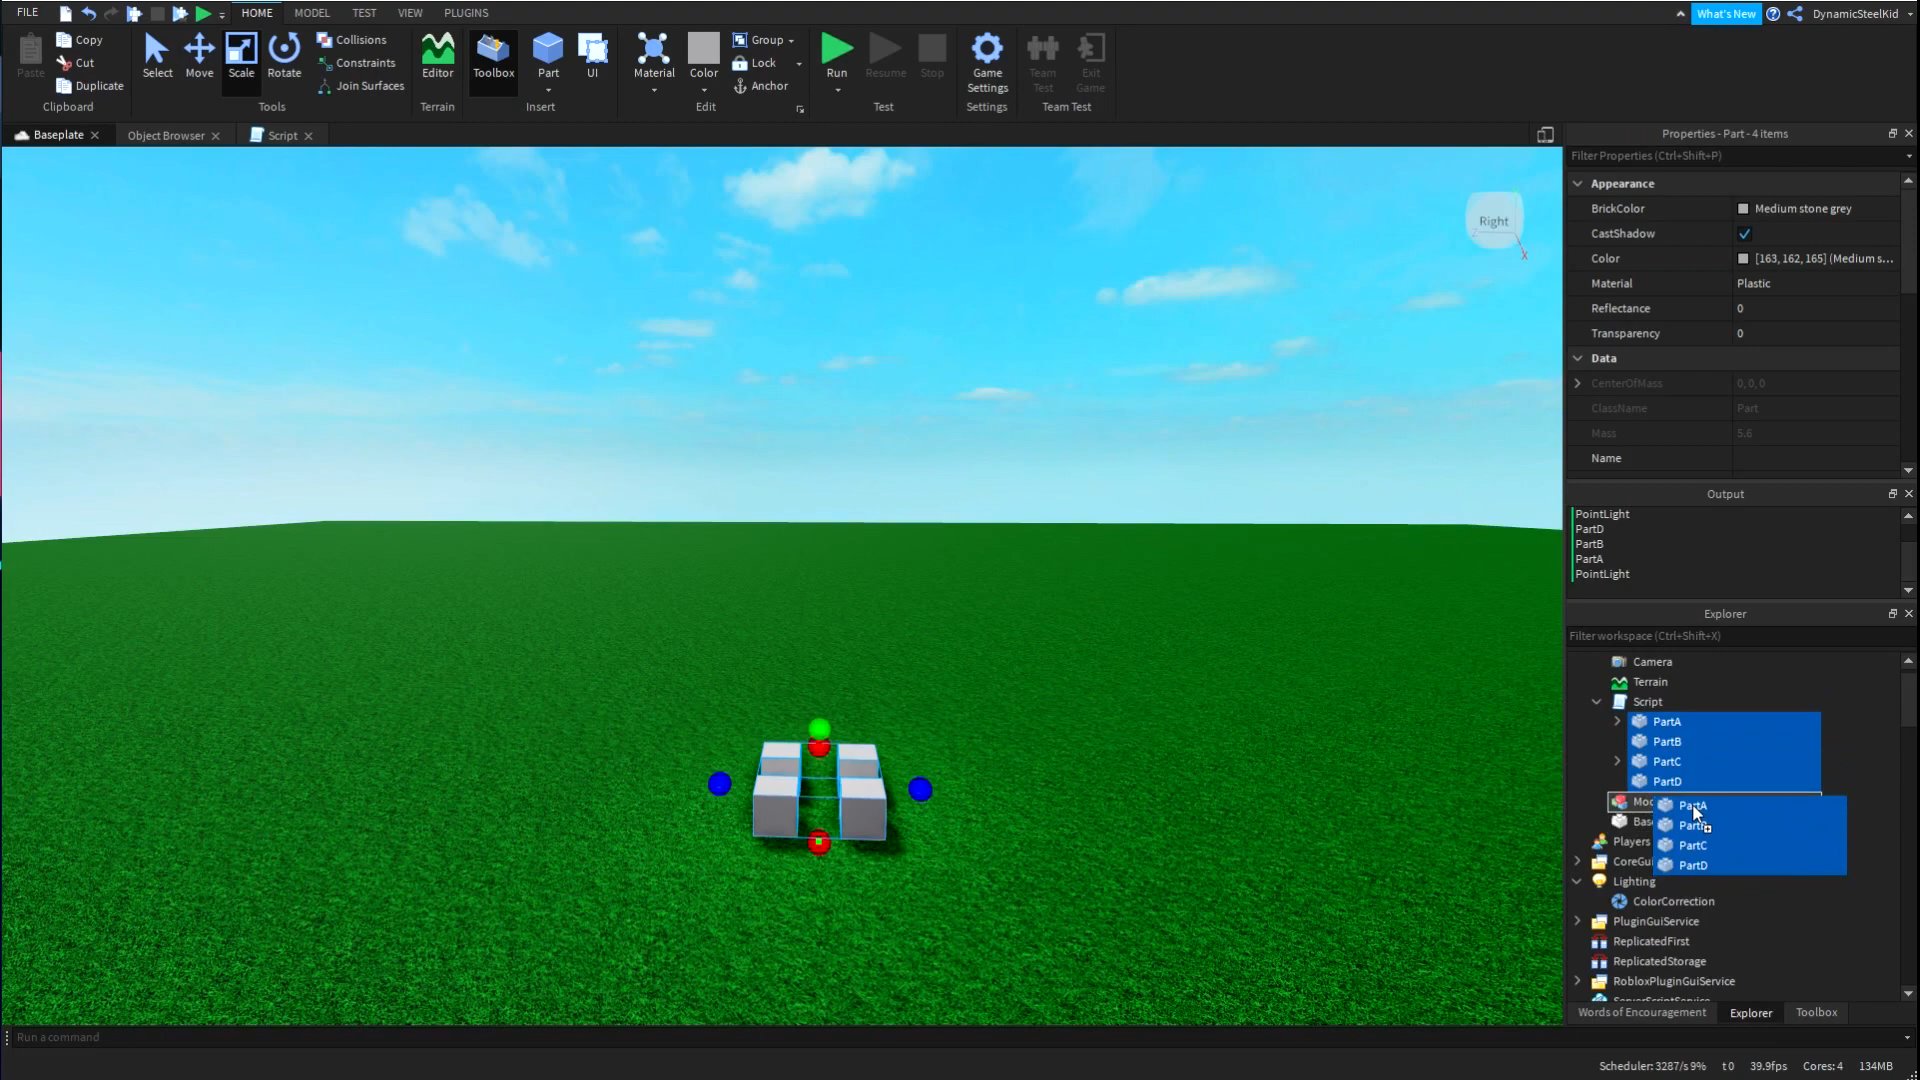 FILE HOME MODEL TEST VIEW PLUGINS What's New DynamicSteelKid
Paste Copy Cut Duplicate Clipboard
Select Move Scale Rotate Collisions Constraints Join Surfaces Tools
Editor Terrain
Toolbox Part UI Insert
Material Color Group Lock Anchor Edit
Run Resume Stop Test
Game Settings Settings
Team Test Exit Game Team Test
Baseplate Object Browser Script
Right
X
Properties - Part - 4 items
Filter Properties (Ctrl+Shift+P)
Appearance
BrickColor Medium stone grey
CastShadow
Color [163, 162, 165] (Medium s...
Material Plastic
Reflectance 0
Transparency 0
Data
CenterOfMass 0, 0, 0
ClassName Part
Mass 5.6
Name
Output
PointLight
PartD
PartB
PartA
PointLight
Explorer
Filter workspace (Ctrl+Shift+X)
Camera
Terrain
Script
PartA
PartB
PartC
PartD
PartA
PartC
PartD
Players
Lighting
ColorCorrection
PluginGuiService
ReplicatedFirst
ReplicatedStorage
RobloxPluginGuiService
ServerScriptService
Words of Encouragement Explorer Toolbox
Run a command
Scheduler: 3287/s 9% t 0 39.9fps Cores: 4 134MB